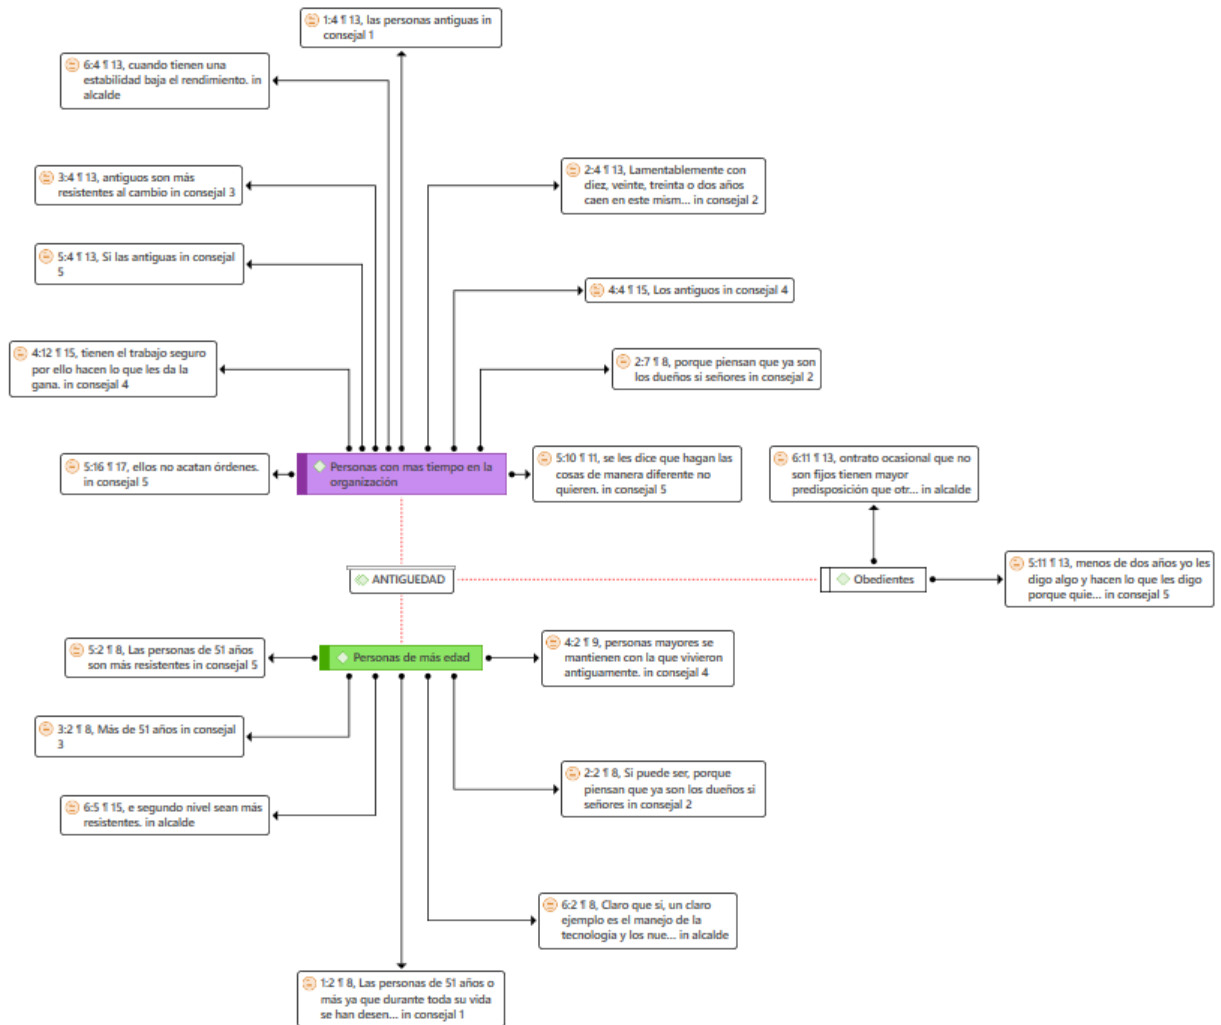 1:4 ¶ 13, las personas antiguas in
consejal 1
6:4 ¶ 13, cuando tienen una
estabilidad baja el rendimiento. in
alcalde
3:4 ¶ 13, antiguos son más
resistentes al cambio in consejal 3
2:4 ¶ 13, Lamentablemente con
diez, veinte, treinta o dos años
caen en este mism... in consejal 2
5:4 ¶ 13, Si las antiguas in consejal
5
4:4 ¶ 15, Los antiguos in consejal 4
4:12 ¶ 15, tienen el trabajo seguro
por ello hacen lo que les da la
gana. in consejal 4
2:7 ¶ 8, porque piensan que ya son
los dueños si señores in consejal 2
5:16 ¶ 17, ellos no acatan órdenes.
in consejal 5
Personas con mas tiempo en la
organización
5:10 ¶ 11, se les dice que hagan las
cosas de manera diferente no
quieren. in consejal 5
6:11 ¶ 13, ontrato ocasional que no
son fijos tienen mayor
predisposición que otr... in alcalde
ANTIGUEDAD
Obedientes
5:11 ¶ 13, menos de dos años yo les
digo algo y hacen lo que les digo
porque quie... in consejal 5
5:2 ¶ 8, Las personas de 51 años
son más resistentes in consejal 5
Personas de más edad
4:2 ¶ 9, personas mayores se
mantienen con la que vivieron
antiguamente. in consejal 4
3:2 ¶ 8, Más de 51 años in consejal
3
2:2 ¶ 8, Si puede ser, porque
piensan que ya son los dueños si
señores in consejal 2
6:5 ¶ 15, e segundo nivel sean más
resistentes. in alcalde
6:2 ¶ 8, Claro que si, un claro
ejemplo es el manejo de la
tecnología y los nue... in alcalde
1:2 ¶ 8, Las personas de 51 años o
más ya que durante toda su vida
se han desen... in consejal 1